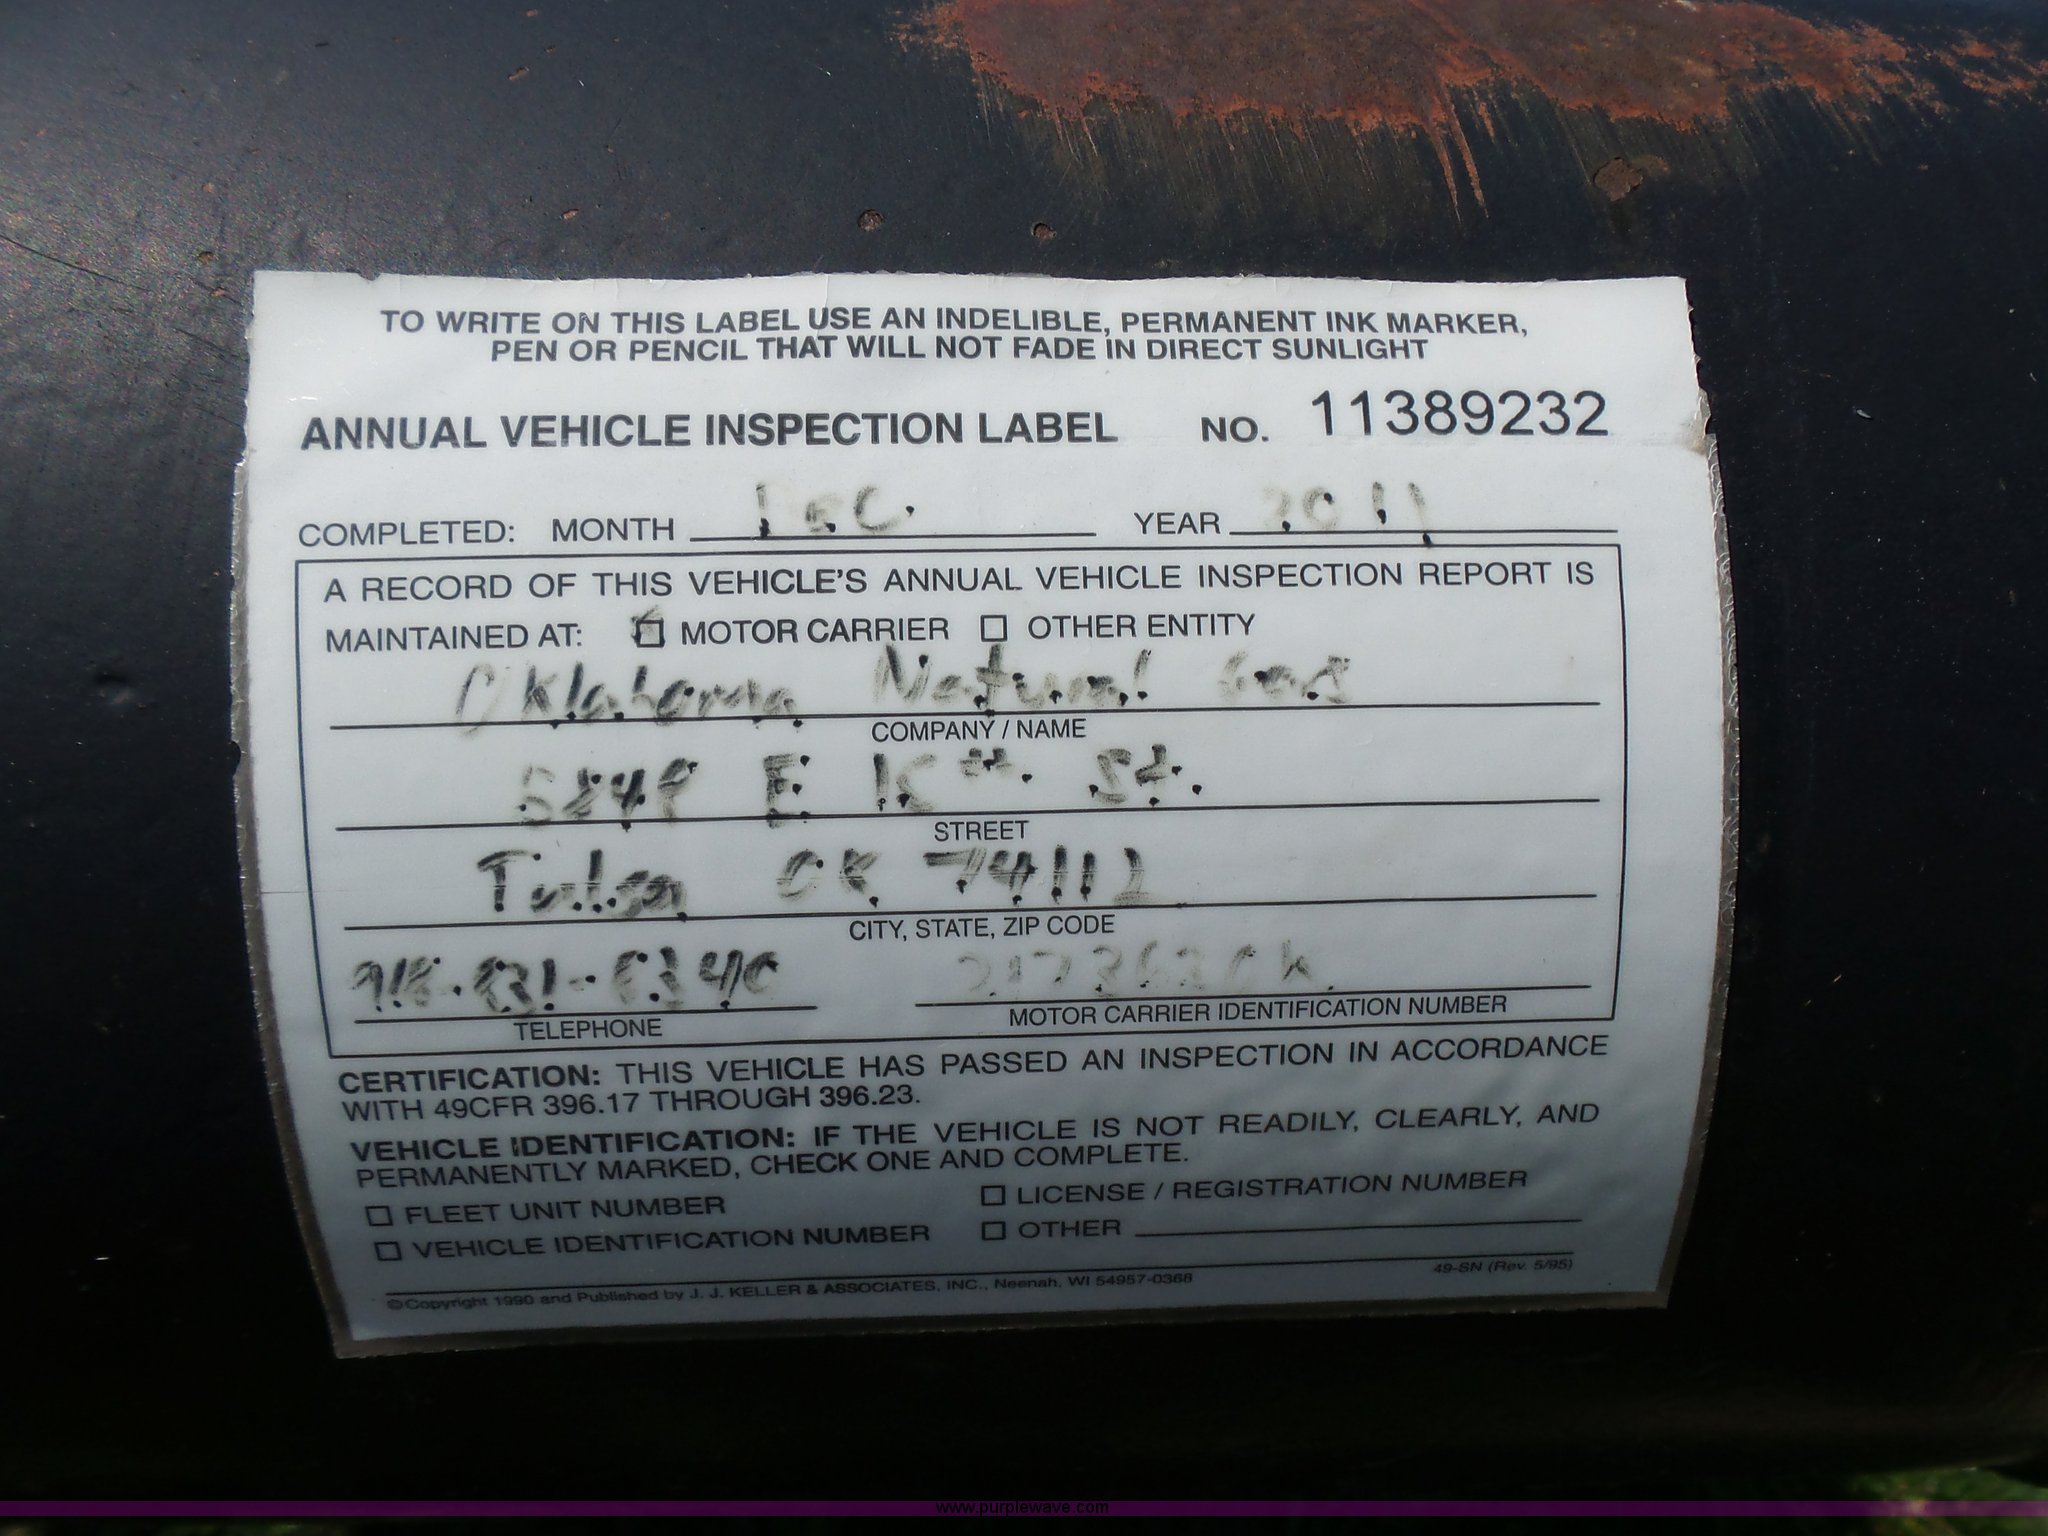 TO WRITE ON THIS LABEL USE AN INDELIBLE, PERMANENT INK MARKER,
PEN OR PENCIL THAT WILL NOT FADE IN DIRECT SUNLIGHT
ANNUAL VEHICLE INSPECTION LABEL NO. 11389232
COMPLETED: MONTH Dec. YEAR 2011
A RECORD OF THIS VEHICLE'S ANNUAL VEHICLE INSPECTION REPORT IS
MAINTAINED AT: MOTOR CARRIER OTHER ENTITY
Oklahoma Natural Gas
COMPANY / NAME
5848 E 15th St.
STREET
Tulsa OK 74112
CITY, STATE, ZIP CODE
918-831-
TELEPHONE MOTOR CARRIER IDENTIFICATION NUMBER
CERTIFICATION: THIS VEHICLE HAS PASSED AN INSPECTION IN ACCORDANCE
WITH 49CFR 396.17 THROUGH 396.23.
VEHICLE IDENTIFICATION: IF THE VEHICLE IS NOT READILY, CLEARLY, AND
PERMANENTLY MARKED, CHECK ONE AND COMPLETE.
FLEET UNIT NUMBER LICENSE / REGISTRATION NUMBER
VEHICLE IDENTIFICATION NUMBER OTHER
49-SN (Rev. 5/95)
©Copyright 1990 and Published by J. J. KELLER & ASSOCIATES, INC., Neenah, WI 54957-0368
www.purplewave.com